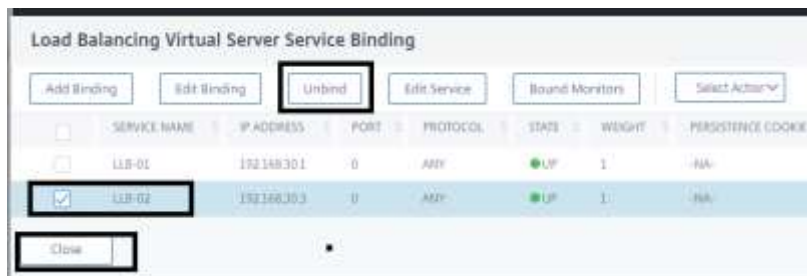 Load Balancing Virtual Server Service Binding
Add Binding Edit Binding Unbind Edit Service Bound Monitors Select Action
SERVICE NAME IP ADDRESS PORT PROTOCOL STATE WEIGHT PERSISTENCE COOKIE
LLB-01 192.168.30.1 0 ANY UP 1 -NA-
LLB-02 192.168.30.3 0 ANY UP 1 -NA-
Close